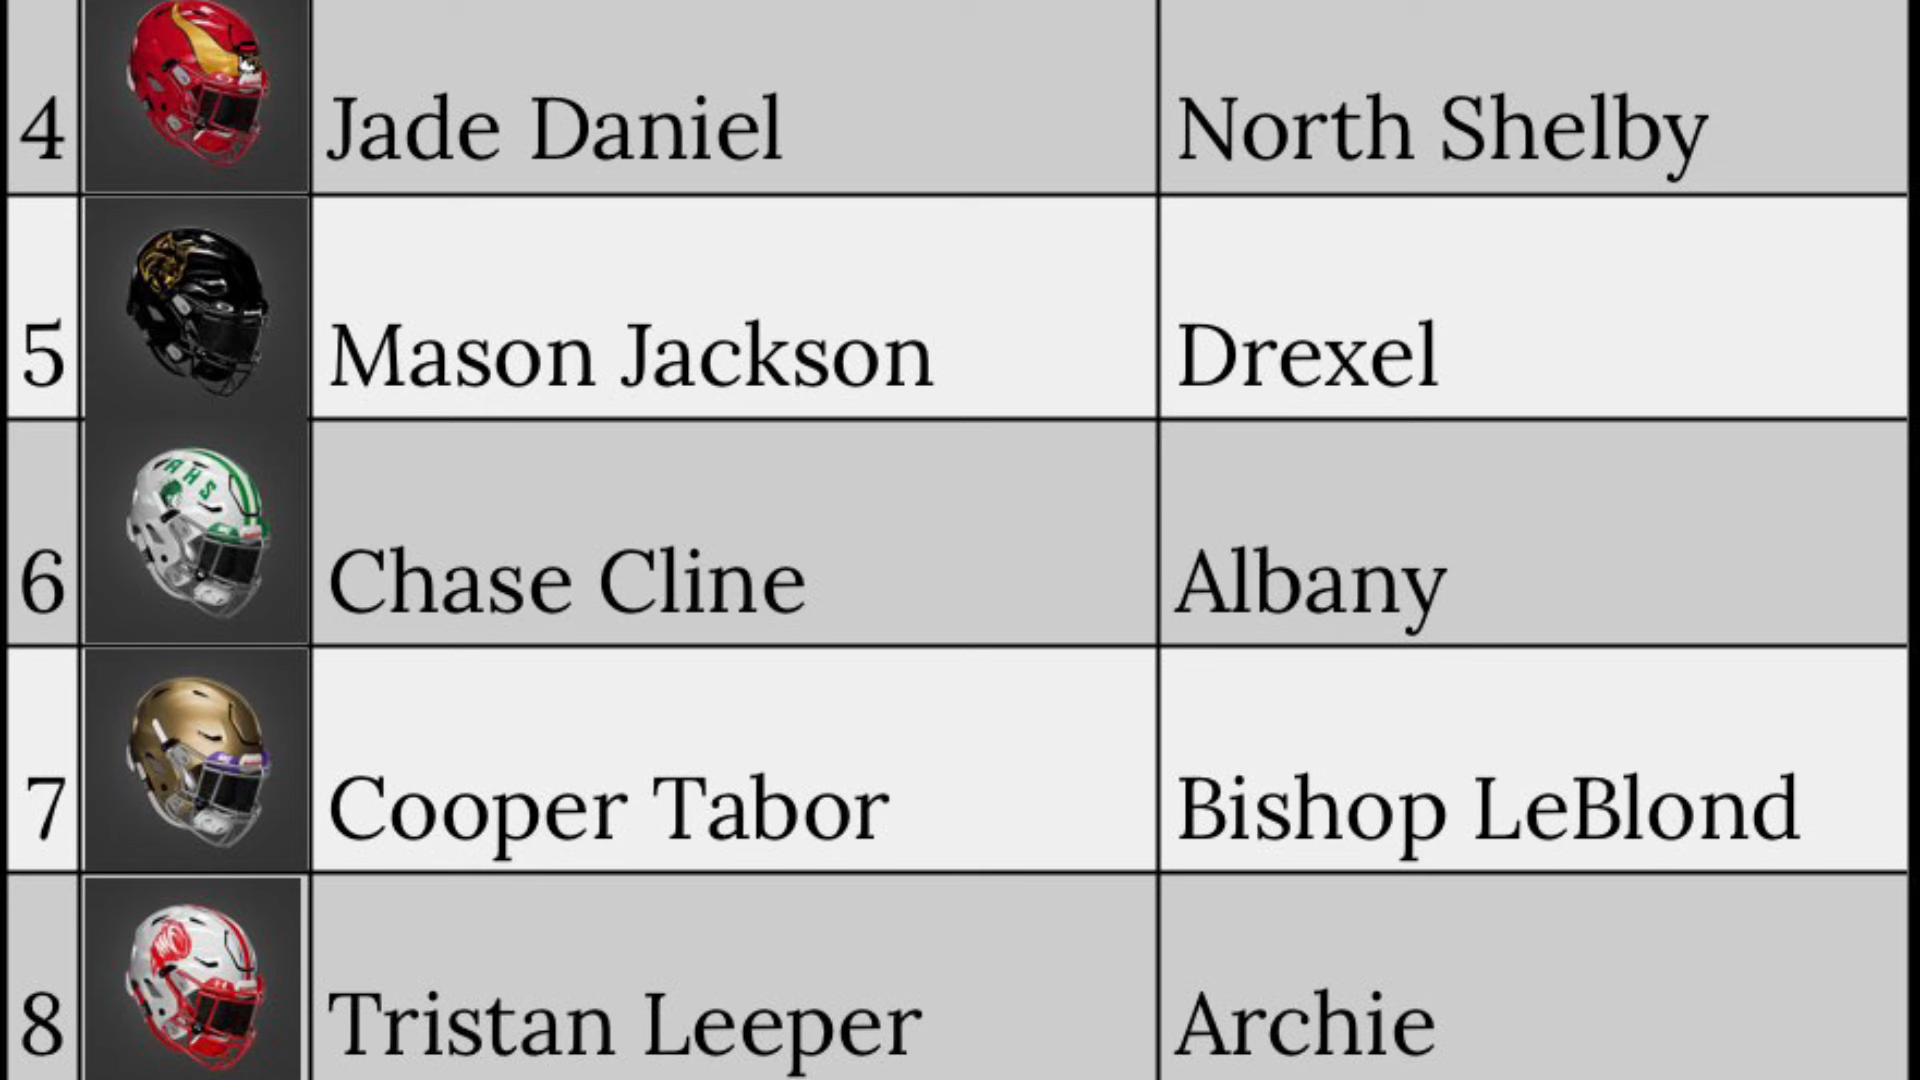 4 Jade Daniel North Shelby
5 Mason Jackson Drexel
AHS
6 Chase Cline Albany
7 Cooper Tabor Bishop LeBlond
8 Tristan Leeper Archie